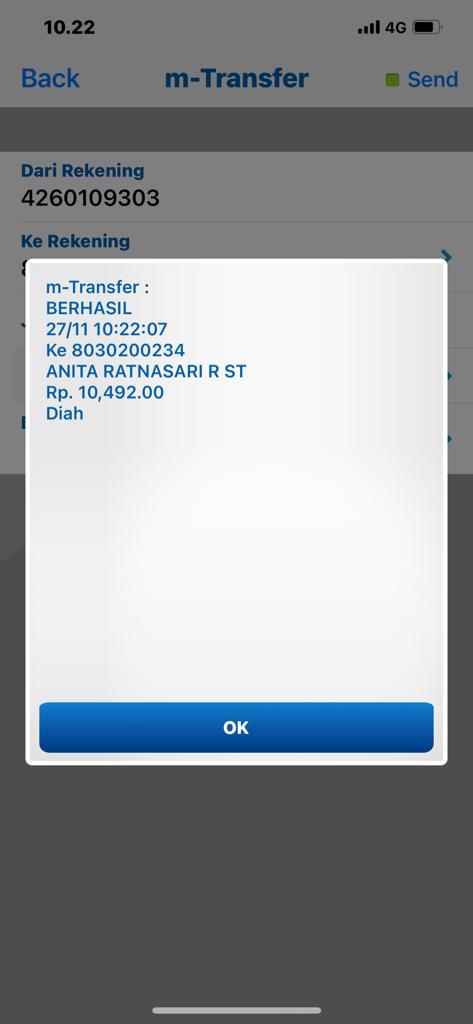 10.22
4G
Back
m-Transfer
Send
Dari Rekening
4260109303
Ke Rekening
m-Transfer :
BERHASIL
27/11 10:22:07
Ke 8030200234
ANITA RATNASARI R ST
Rp. 10,492.00
Diah
OK